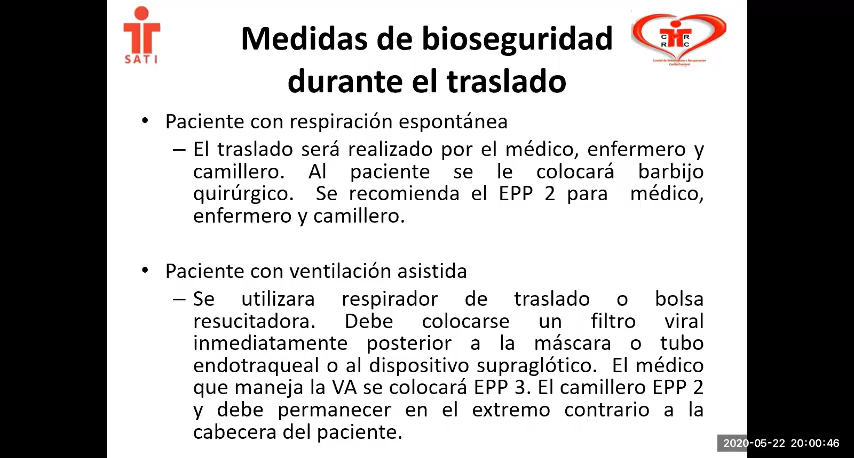 SATI
Medidas de bioseguridad
durante el traslado
C R
R C
• Paciente con respiración espontánea
– El traslado será realizado por el médico, enfermero y
camillero. Al paciente se le colocará barbijo
quirúrgico. Se recomienda el EPP 2 para médico,
enfermero y camillero.
• Paciente con ventilación asistida
– Se utilizara respirador de traslado o bolsa
resucitadora. Debe colocarse un filtro viral
inmediatamente posterior a la máscara o tubo
endotraqueal o al dispositivo supraglótico. El médico
que maneja la VA se colocará EPP 3. El camillero EPP 2
y debe permanecer en el extremo contrario a la
cabecera del paciente.
2020-05-22 20:00:46